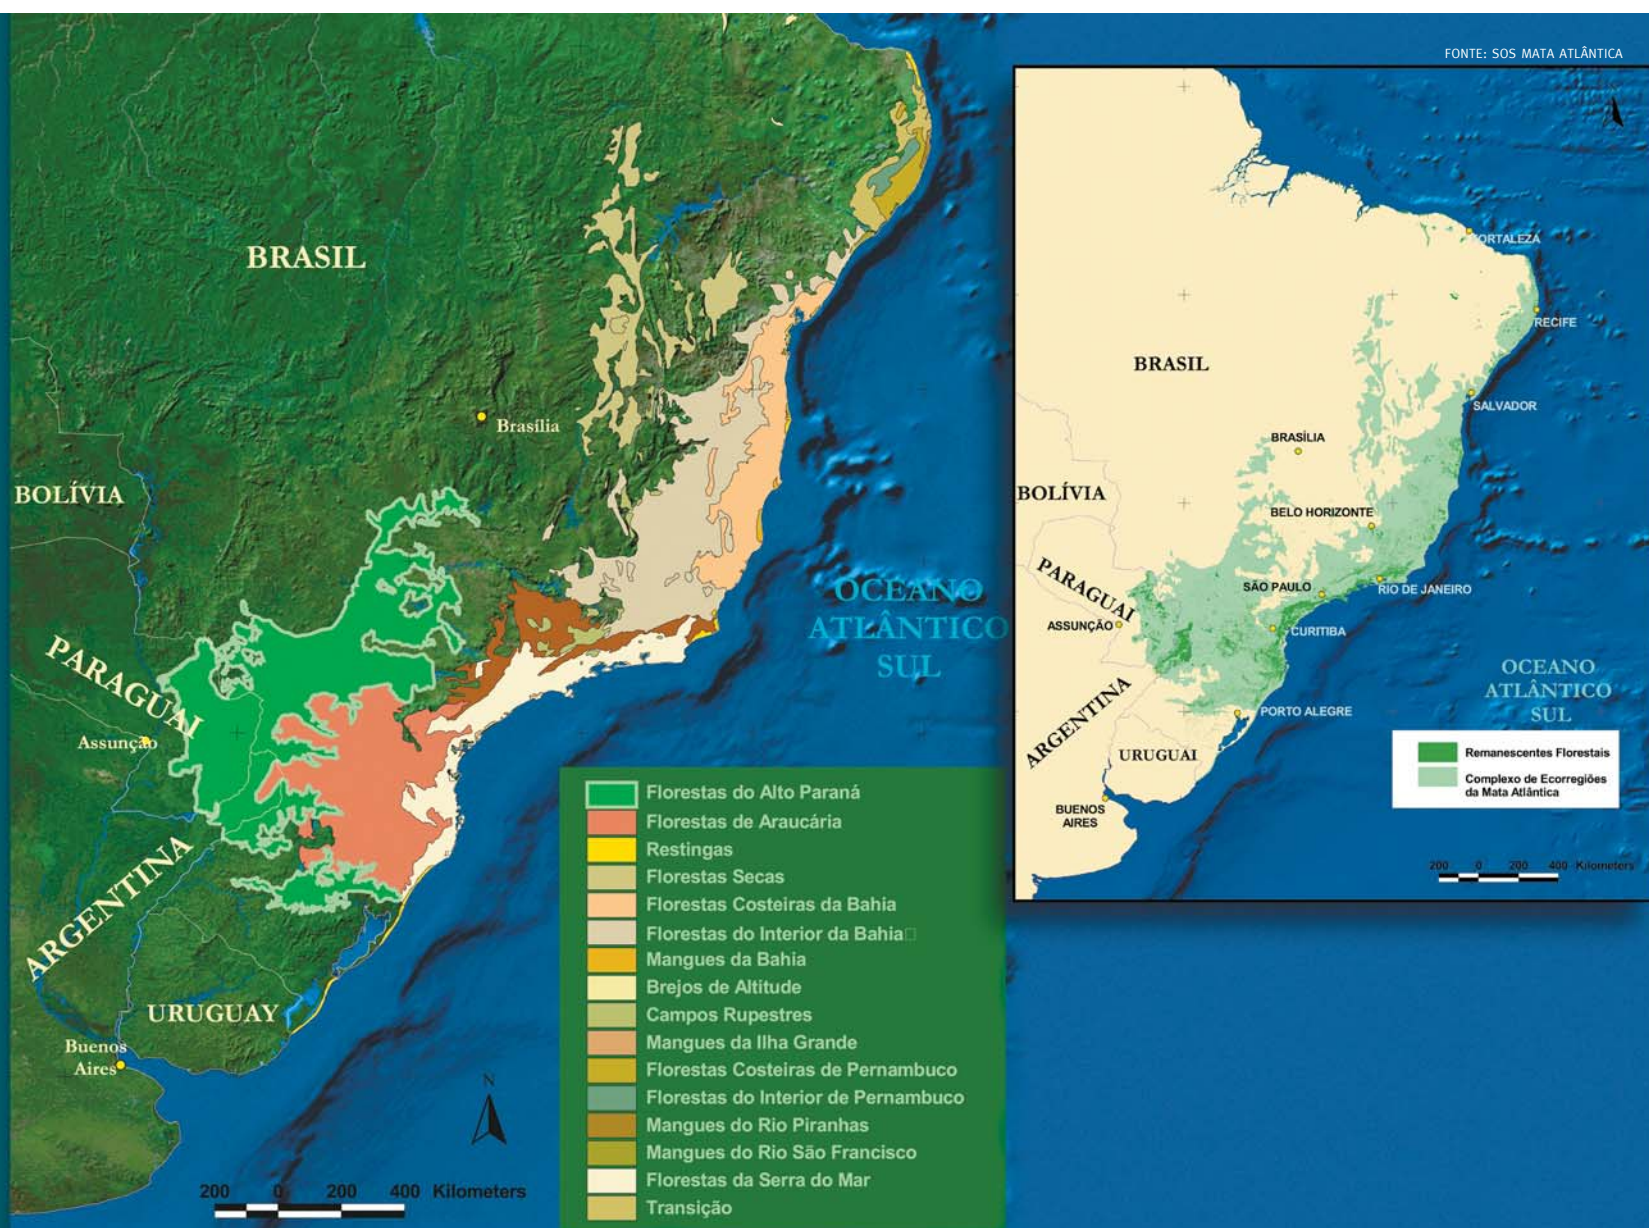 FONTE: SOS MATA ATLÂNTICA
BRASIL
Brasília
BOLÍVIA
PARAGUAI
Assunção
ARGENTINA
URUGUAY
Buenos
Aires
OCEANO
ATLÂNTICO
SUL
N
200 0 200 400 Kilometers
Florestas do Alto Paraná
Florestas de Araucária
Restingas
Florestas Secas
Florestas Costeiras da Bahia
Florestas do Interior da Bahia□
Mangues da Bahia
Brejos de Altitude
Campos Rupestres
Mangues da Ilha Grande
Florestas Costeiras de Pernambuco
Florestas do Interior de Pernambuco
Mangues do Rio Piranhas
Mangues do Rio São Francisco
Florestas da Serra do Mar
Transição
FORTALEZA
RECIFE
BRASIL
SALVADOR
BRASÍLIA
BOLÍVIA
BELO HORIZONTE
PARAGUAI
SÃO PAULO
RIO DE JANEIRO
ASSUNÇÃO
CURITIBA
OCEANO
ATLÂNTICO
SUL
ARGENTINA
PORTO ALEGRE
URUGUAI
BUENOS
AIRES
Remanescentes Florestais
Complexo de Ecorregiões
da Mata Atlântica
200 0 200 400 Kilometers